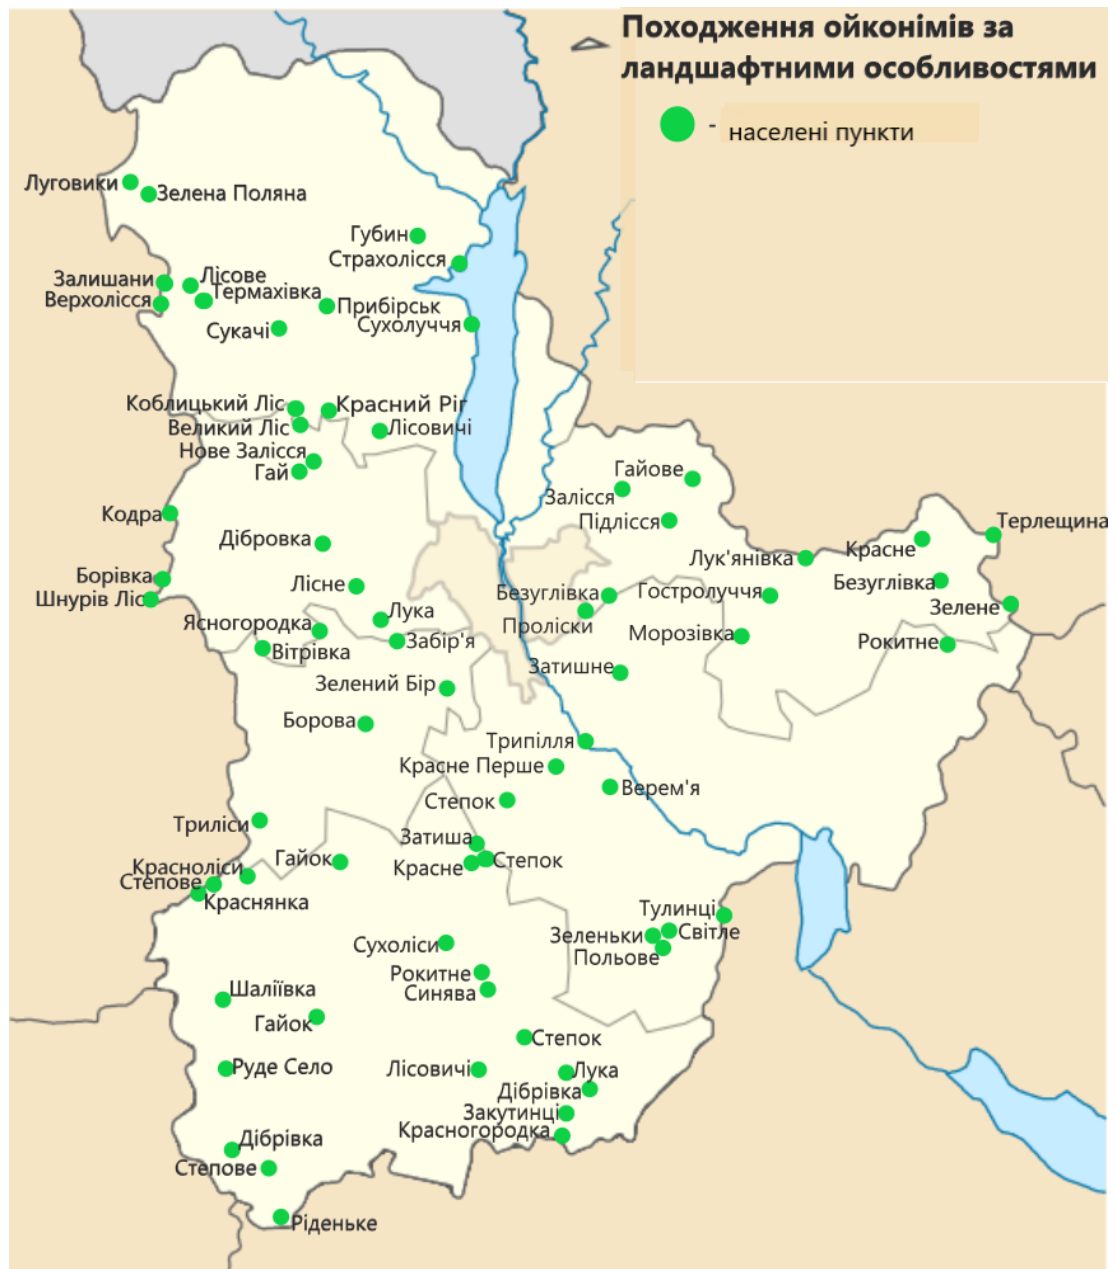 Походження ойконімів за
ландшафтними особливостями
- населені пункти
Луговики
Зелена Поляна
Губин
Страхолісся
Залишани
Лісове
Верхолісся
Термахівка
Прибірськ
Сухолуччя
Сукачі
Коблицький Ліс
Красний Ріг
Великий Ліс
Лісовичі
Нове Залісся
Гай
Гайове
Залісся
Підлісся
Кодра
Терлещина
Дібровка
Красне
Лук'янівка
Борівка
Лісне
Безуглівка
Шнурів Ліс
Безуглівка
Гостролуччя
Зелене
Лука
Ясногородка
Проліски
Морозівка
Забір'я
Рокитне
Вітрівка
Затишне
Зелений Бір
Борова
Трипілля
Красне Перше
Верем'я
Степок
Триліси
Затиша
Гайок
Степок
Красноліси
Красне
Степове
Краснянка
Тулинці
Зеленьки
Світле
Сухоліси
Польове
Рокитне
Шаліївка
Синява
Гайок
Степок
Руде Село
Лісовичі
Лука
Дібрівка
Закутинці
Красногородка
Дібрівка
Степове
Ріденьке